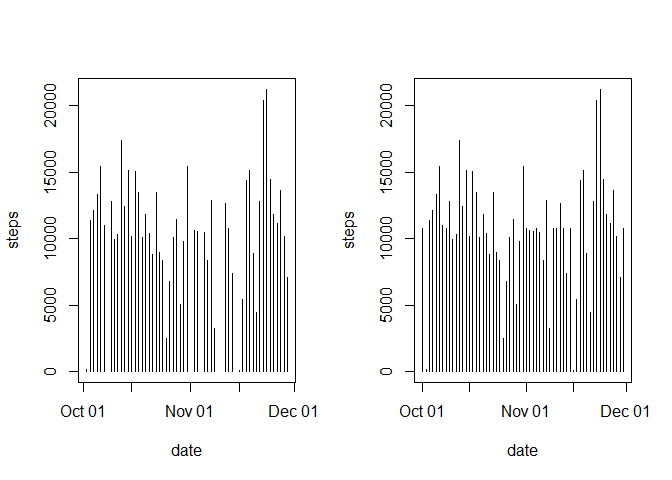 20000
15000
10000
5000
0
steps
Oct 01
Nov 01
Dec 01
date
20000
15000
10000
5000
0
steps
Oct 01
Nov 01
Dec 01
date